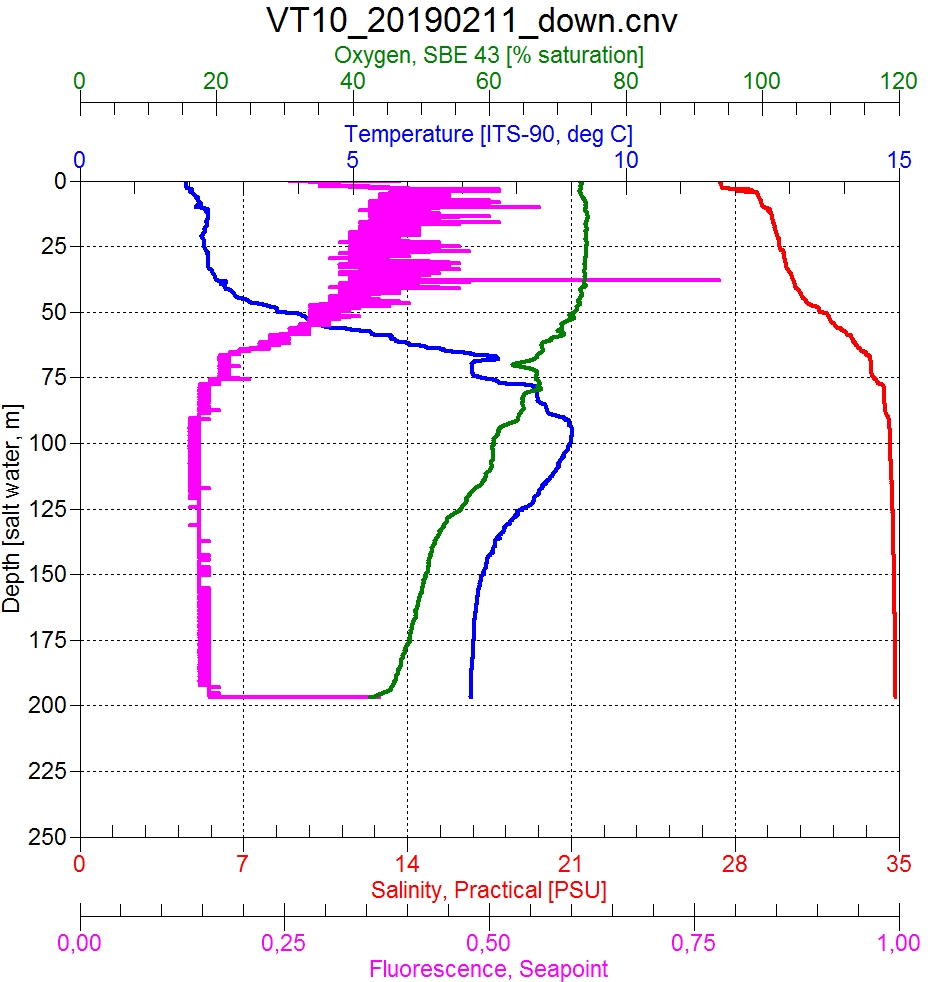 VT10_20190211_down.cnv
Oxygen, SBE 43 [% saturation]
0 20 40 60 80 100 120
Temperature [ITS-90, deg C]
0 5 10 15
0
25
50
75
100
125
150
175
200
225
250
Depth [salt water, m]
0 7 14 21 28 35
Salinity, Practical [PSU]
0,00 0,25 0,50 0,75 1,00
Fluorescence, Seapoint